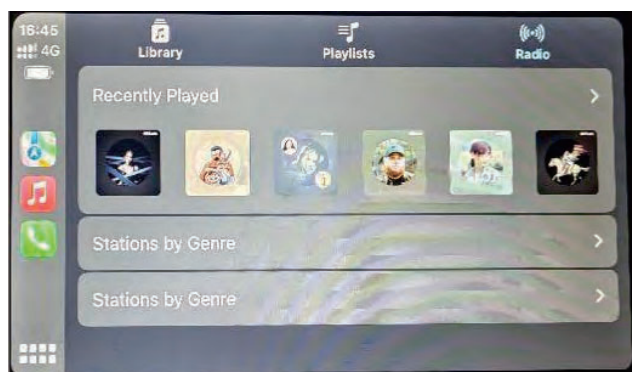 16:45
4G
Library
Playlists
Radio
Recently Played
Stations by Genre
Stations by Genre